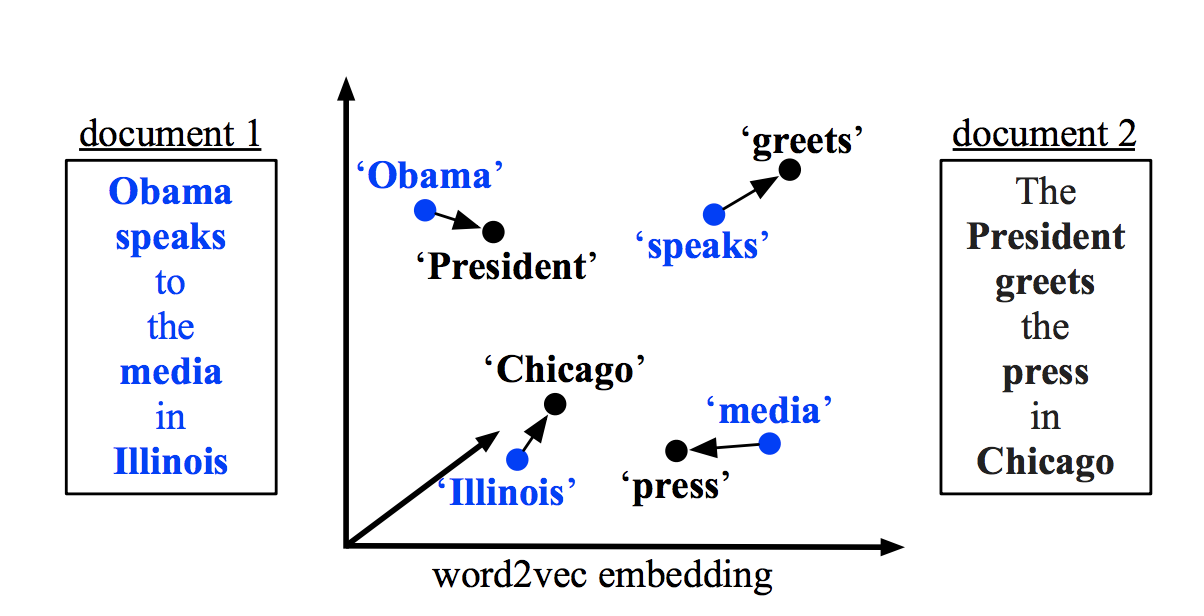 document 1
Obama
speaks
to
the
media
in
Illinois
‘Obama’
‘President’
‘greets’
‘speaks’
‘Chicago’
‘Illinois’
‘media’
‘press’
word2vec embedding
document 2
The
President
greets
the
press
in
Chicago